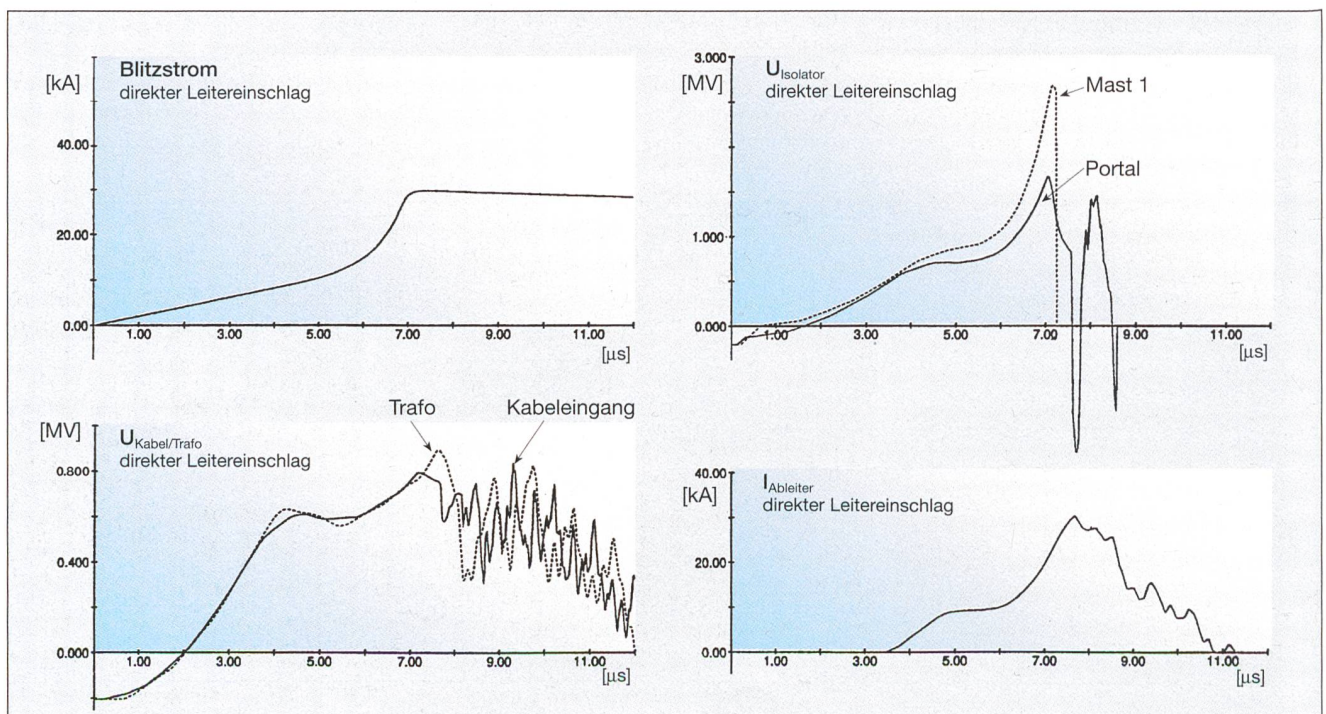 Blitzstrom
direkter Leitereinschlag
[kA]
40.00
20.00
0.00
1.00 3.00 5.00 7.00 9.00 11.00
[µs]
3.000
[MV]
U Isolator
direkter Leitereinschlag
Mast 1
Portal
1.000
0.000
1.00 3.00 5.00 7.00 9.00 11.00
[µs]
Trafo Kabeleingang
[MV]
U Kabel/Trafo
direkter Leitereinschlag
0.800
0.400
0.000
1.00 3.00 5.00 7.00 9.00 11.00
[µs]
40.00
[kA]
I Ableiter
direkter Leitereinschlag
20.00
0.00
1.00 3.00 5.00 7.00 9.00 11.00
[µs]